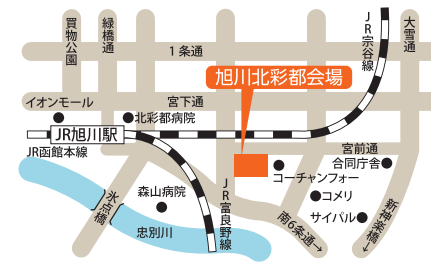 買物公園
緑橋通
1条通
JR宗谷線
大雪通
旭川北彩都会場
イオンモール
宮下通
北彩都病院
JR旭川駅
JR函館本線
宮前通
合同庁舎
コーチャンフォー
コメリ
サイパル
森山病院
氷点橋
忠別川
JR富良野線
南6条通→
新神楽橋→